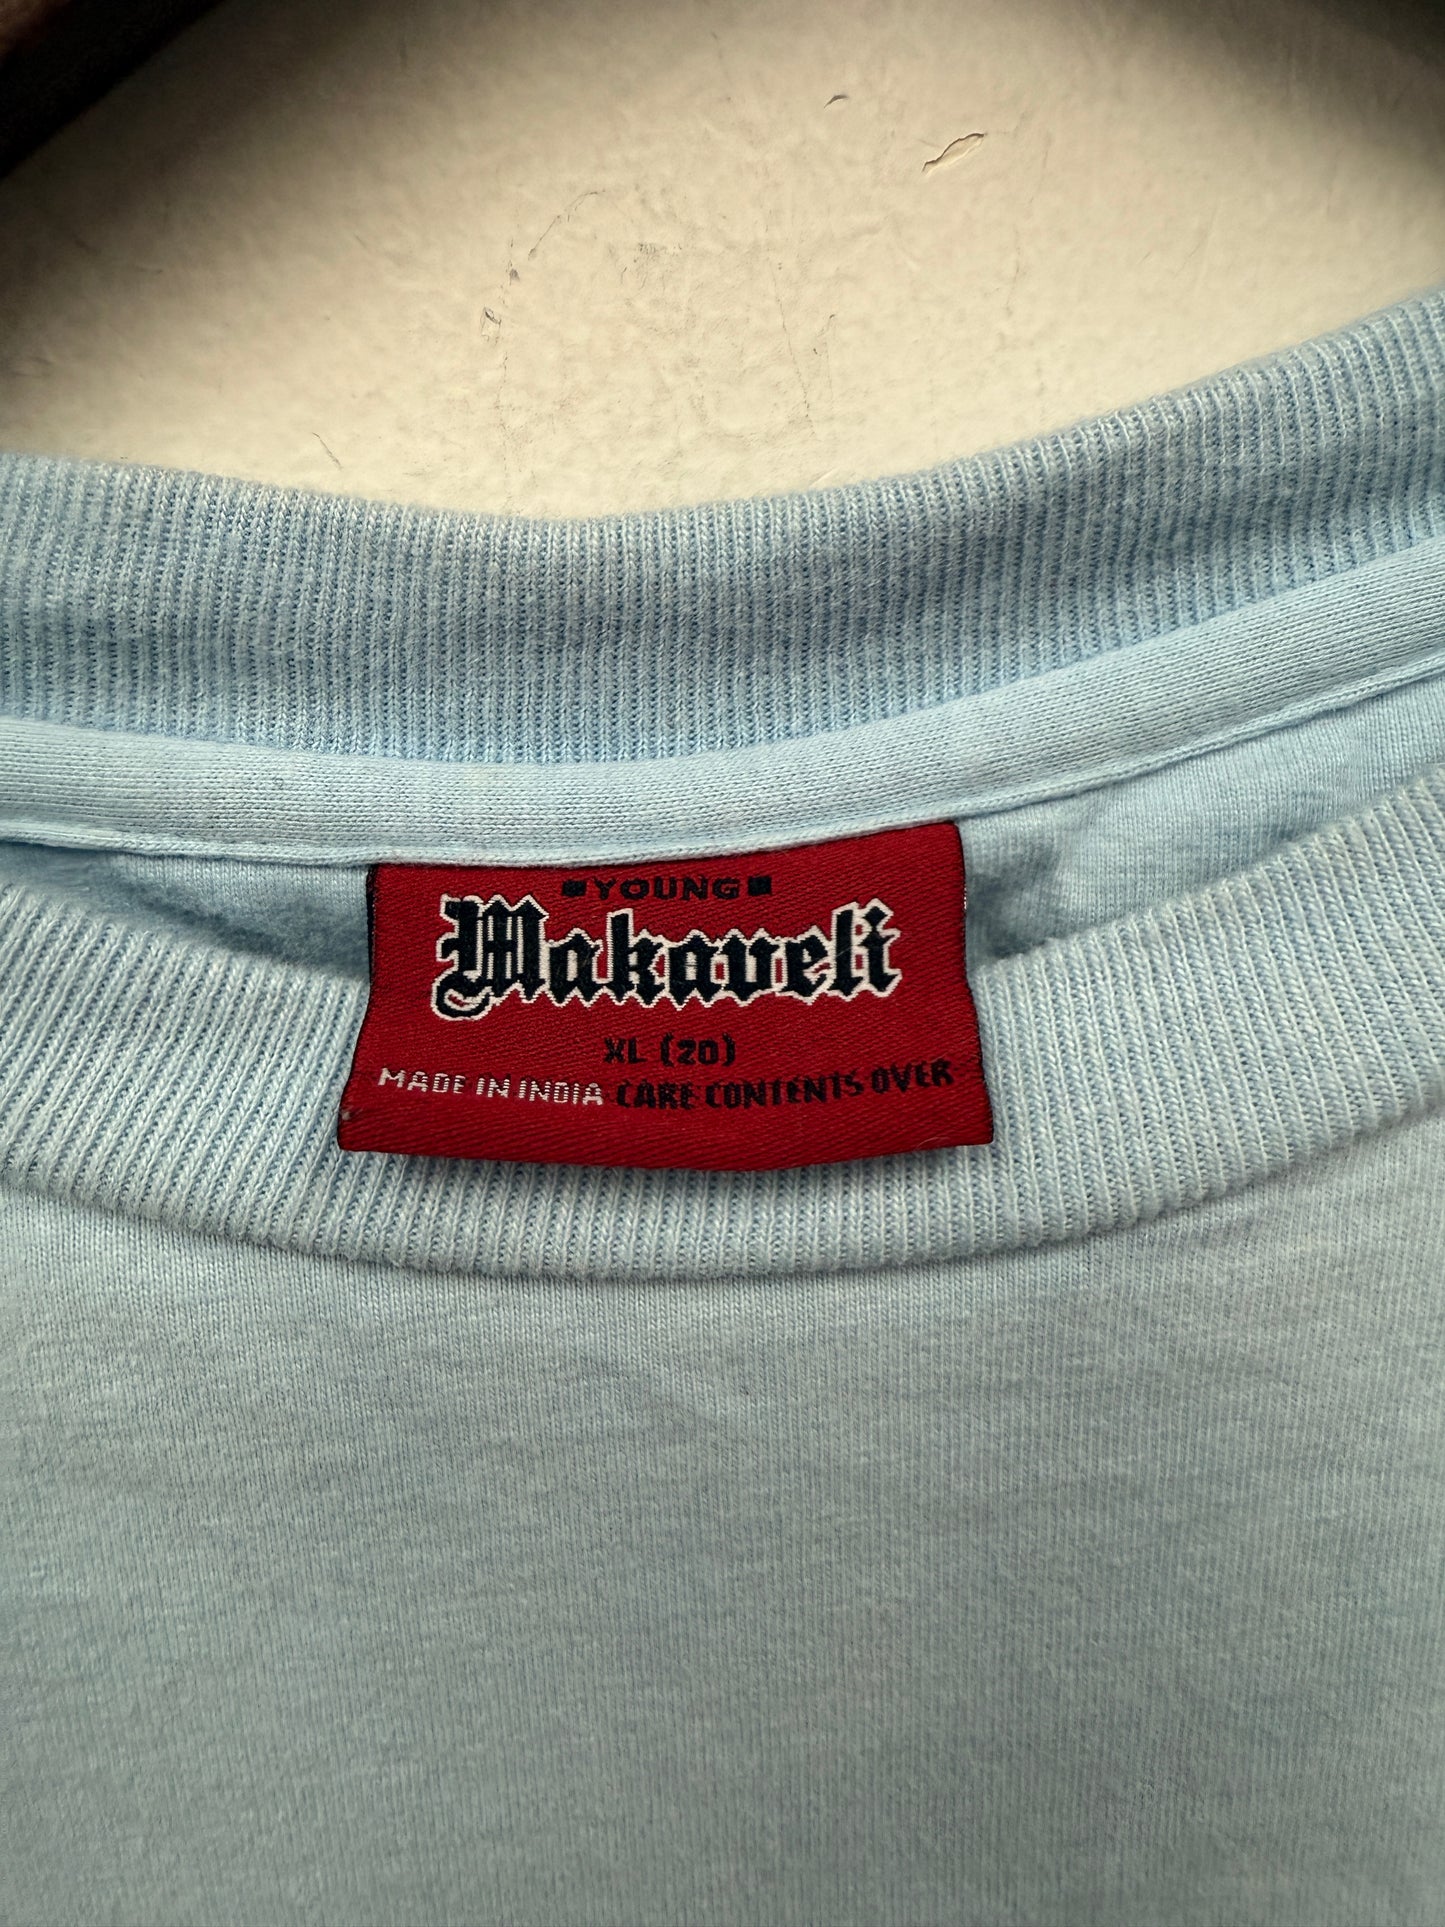 YOUNG
Makaveli
XL (20)
MADE IN INDIA CARE CONTENTS OVER